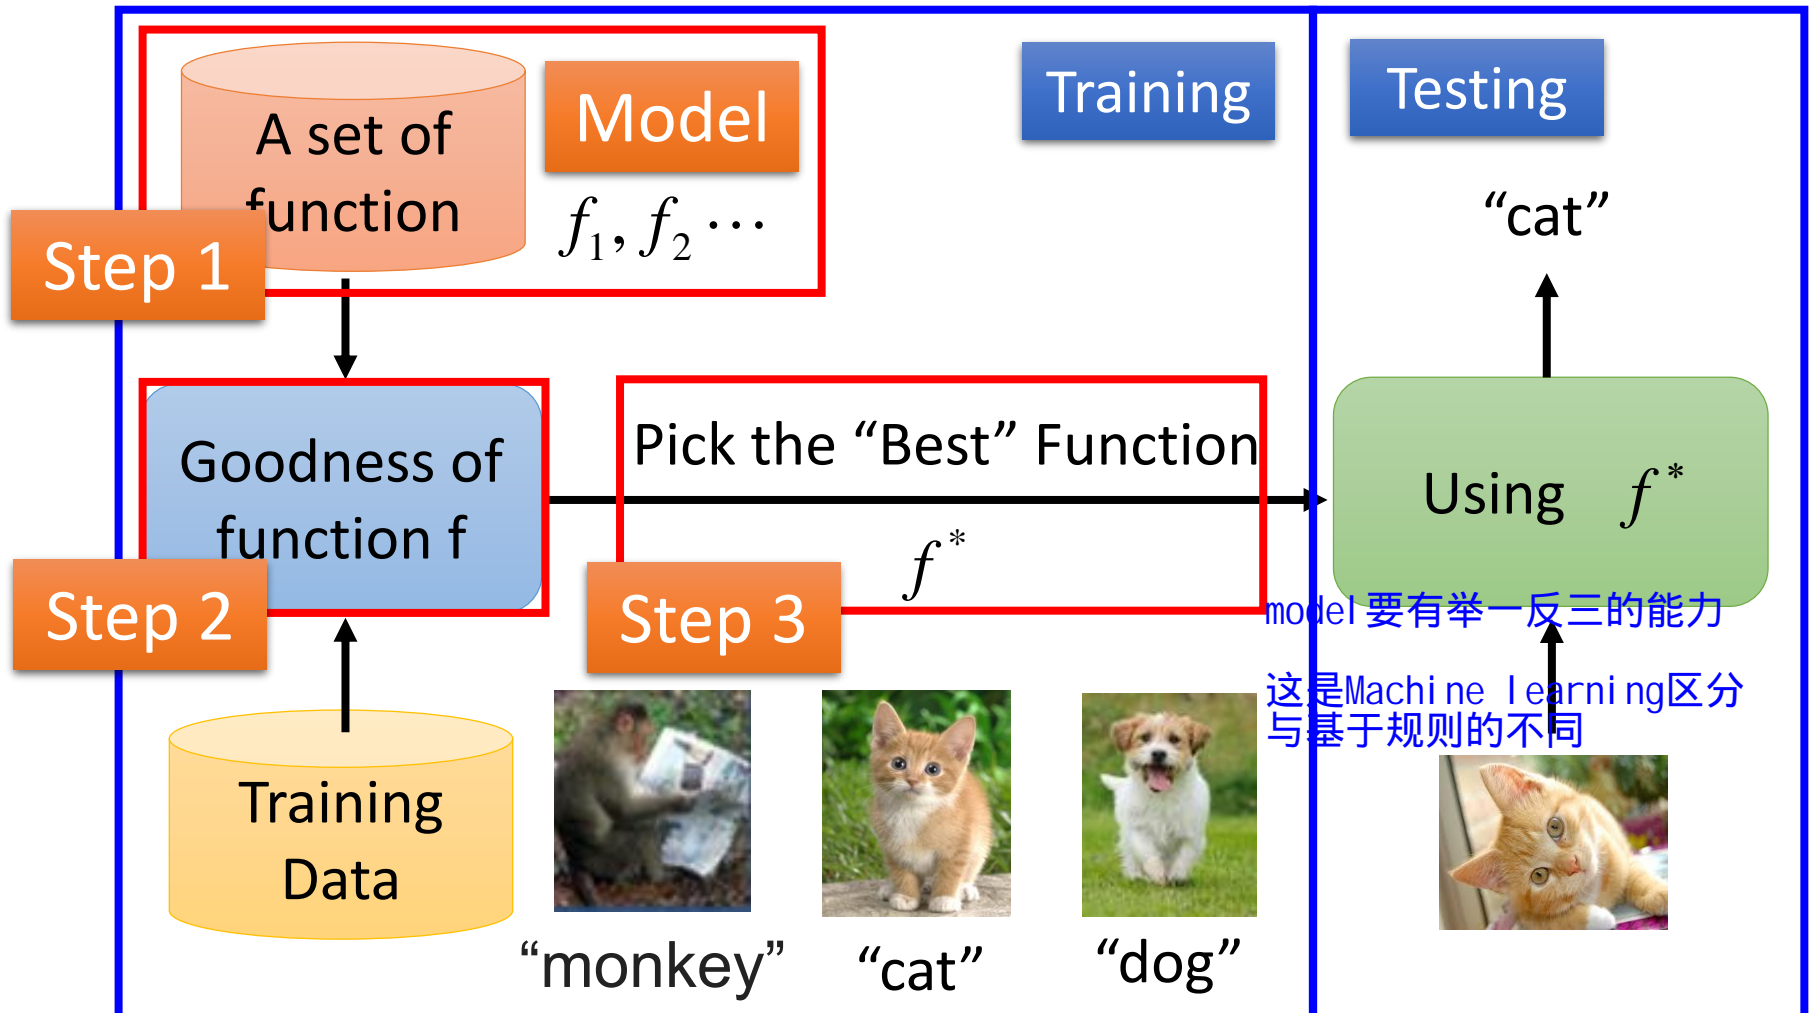 A set of
function
Model
f₁, f₂ ⋯
Step 1
Training
Testing
“cat”
Goodness of
function f
Step 2
Pick the “Best” Function
f*
Step 3
Using f*
model要有举一反三的能力
这是Machine learning区分
与基于规则的不同
Training
Data
“monkey”
“cat”
“dog”